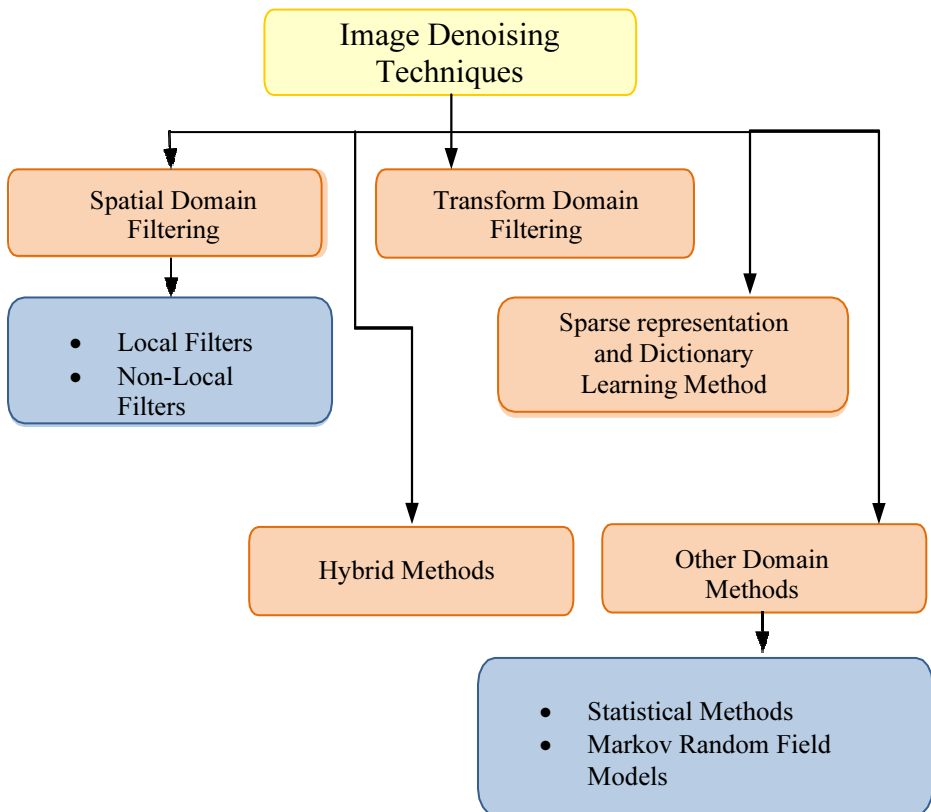 Image Denoising
Techniques
Spatial Domain
Filtering
Transform Domain
Filtering
• Local Filters
• Non-Local
Filters
Sparse representation
and Dictionary
Learning Method
Hybrid Methods
Other Domain
Methods
• Statistical Methods
• Markov Random Field
Models